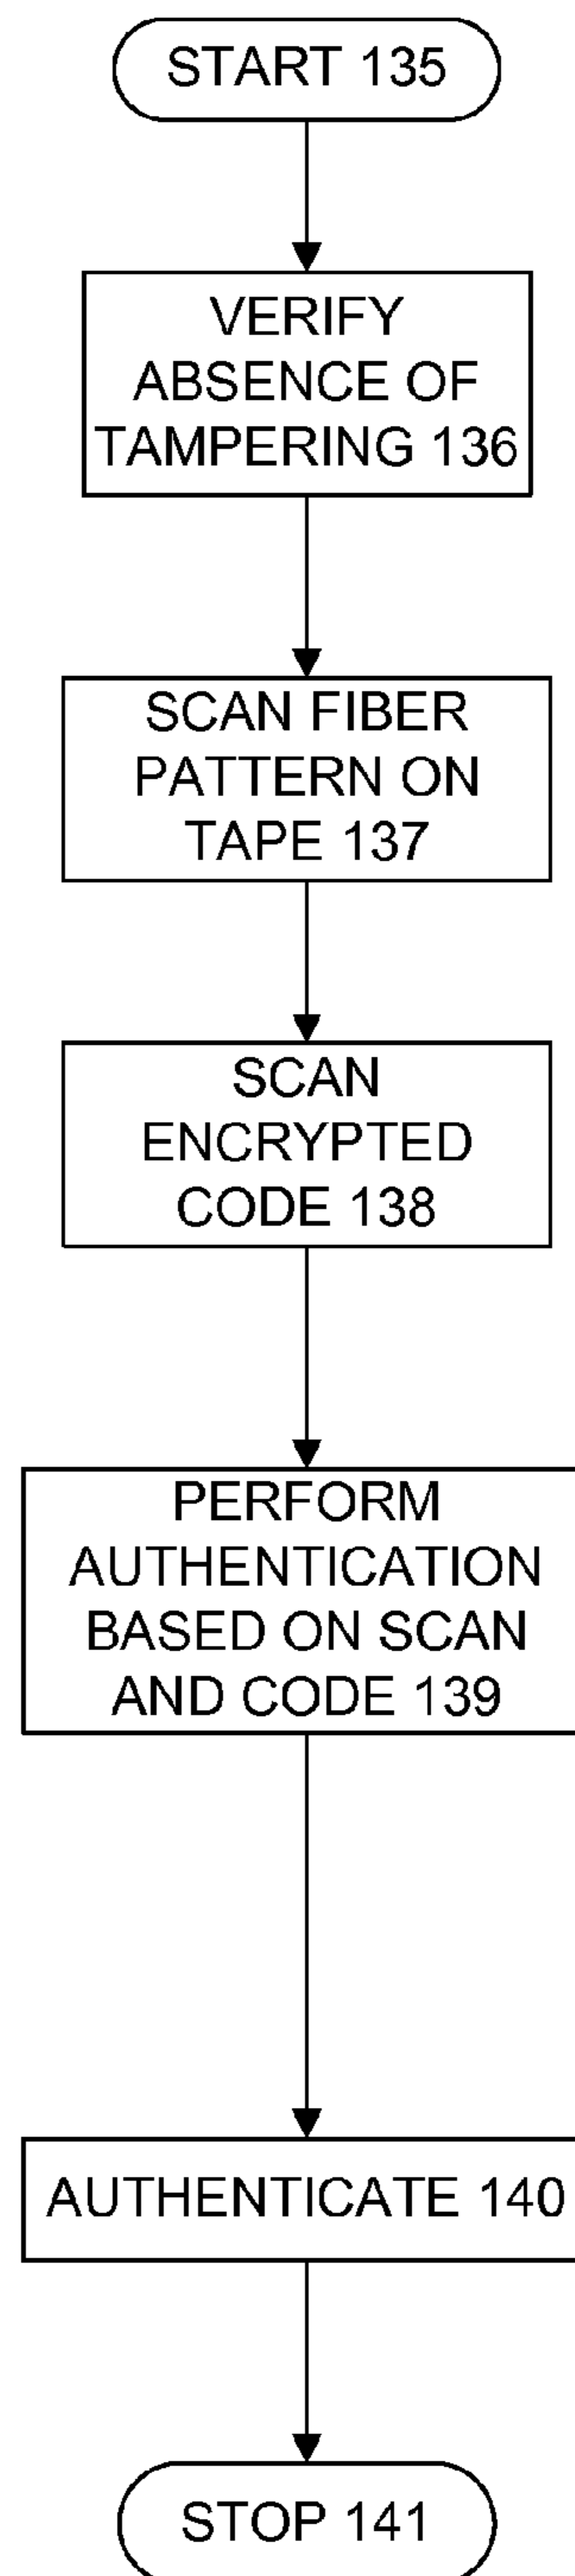 START 135
VERIFY
ABSENCE OF
TAMPERING 136
SCAN FIBER
PATTERN ON
TAPE 137
SCAN
ENCRYPTED
CODE 138
PERFORM
AUTHENTICATION
BASED ON SCAN
AND CODE 139
AUTHENTICATE 140
STOP 141